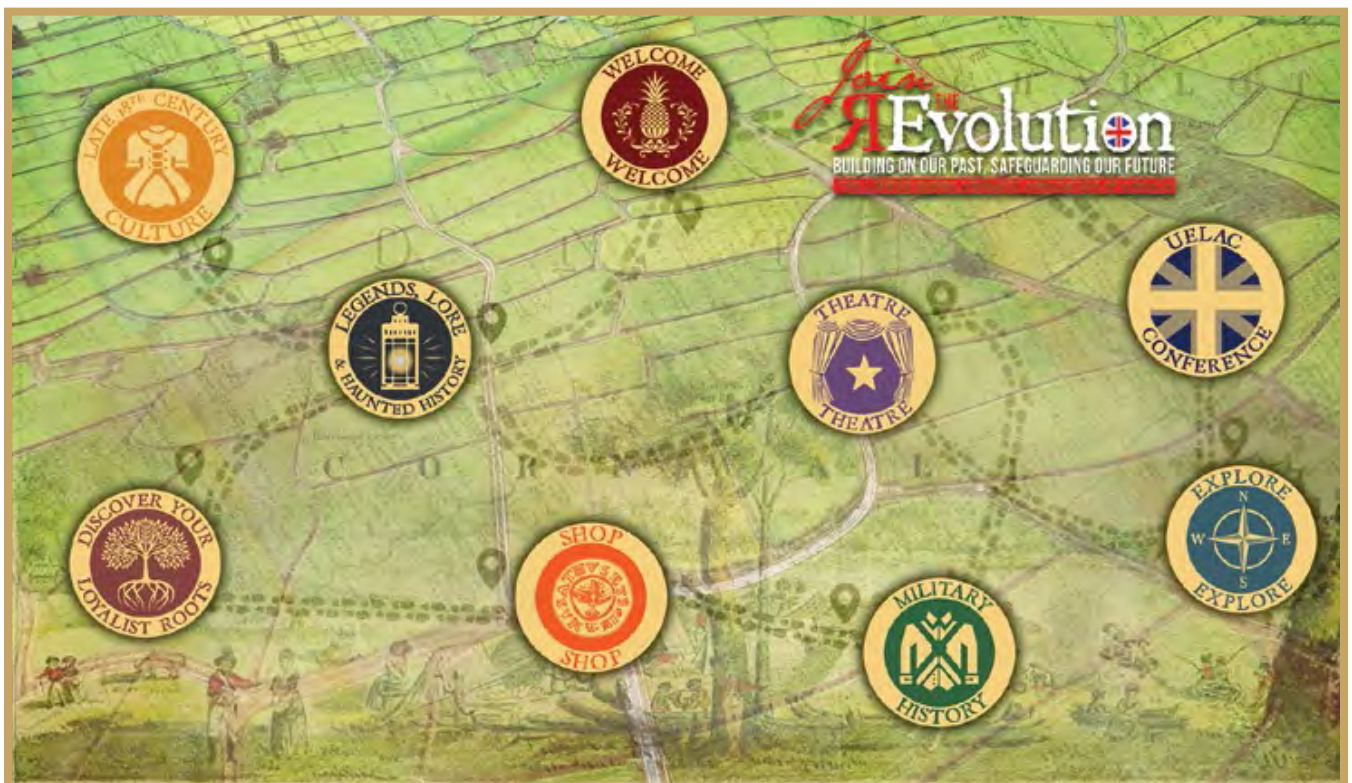 WELCOME
WELCOME
Join
THE
REvolution
BUILDING ON OUR PAST, SAFEGUARDING OUR FUTURE
LATE 18TH CENTURY
CULTURE
UELAC
CONFERENCE
LEGENDS, LORE
& HAUNTED HISTORY
THEATRE
THEATRE
C O R N W A L L
EXPLORE
N
W E
S
EXPLORE
DISCOVER YOUR
LOYALIST ROOTS
SHOP
SHOP
MILITARY
HISTORY